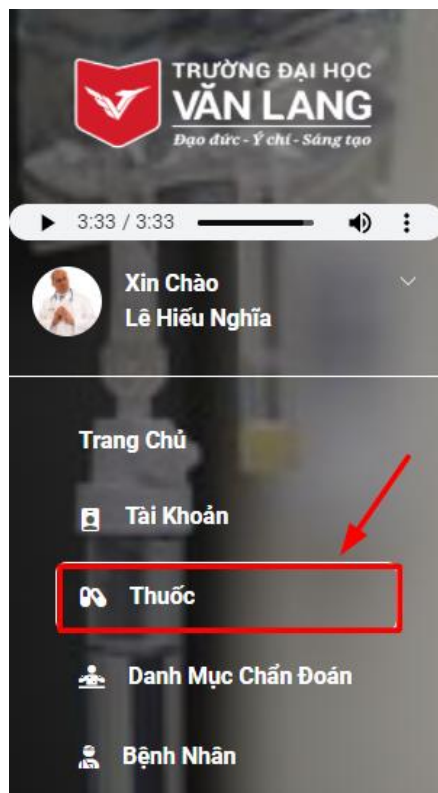 TRƯỜNG ĐẠI HỌC
VĂN LANG
Đạo đức - Ý chí - Sáng tạo
3:33 / 3:33
Xin Chào
Lê Hiếu Nghĩa
Trang Chủ
Tài Khoản
Thuốc
Danh Mục Chẩn Đoán
Bệnh Nhân